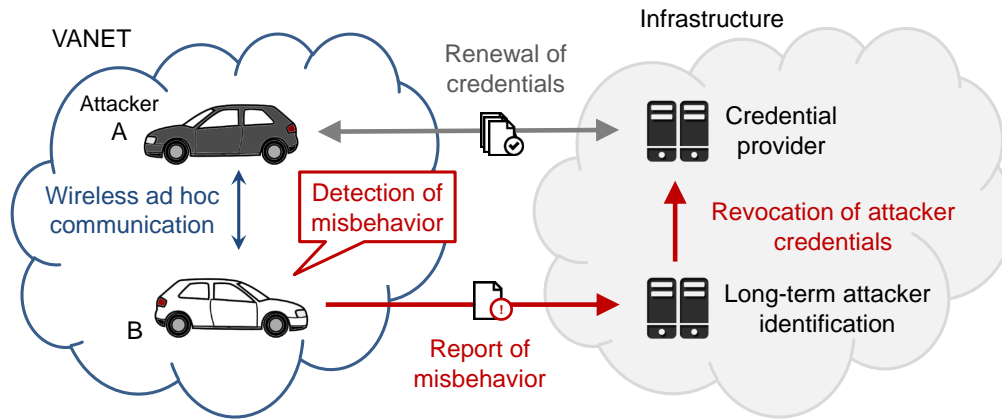 VANET
Infrastructure
Renewal of
credentials
Attacker
A
Credential
provider
Wireless ad hoc
communication
Detection of
misbehavior
Revocation of attacker
credentials
B
!
Long-term attacker
identification
Report of
misbehavior